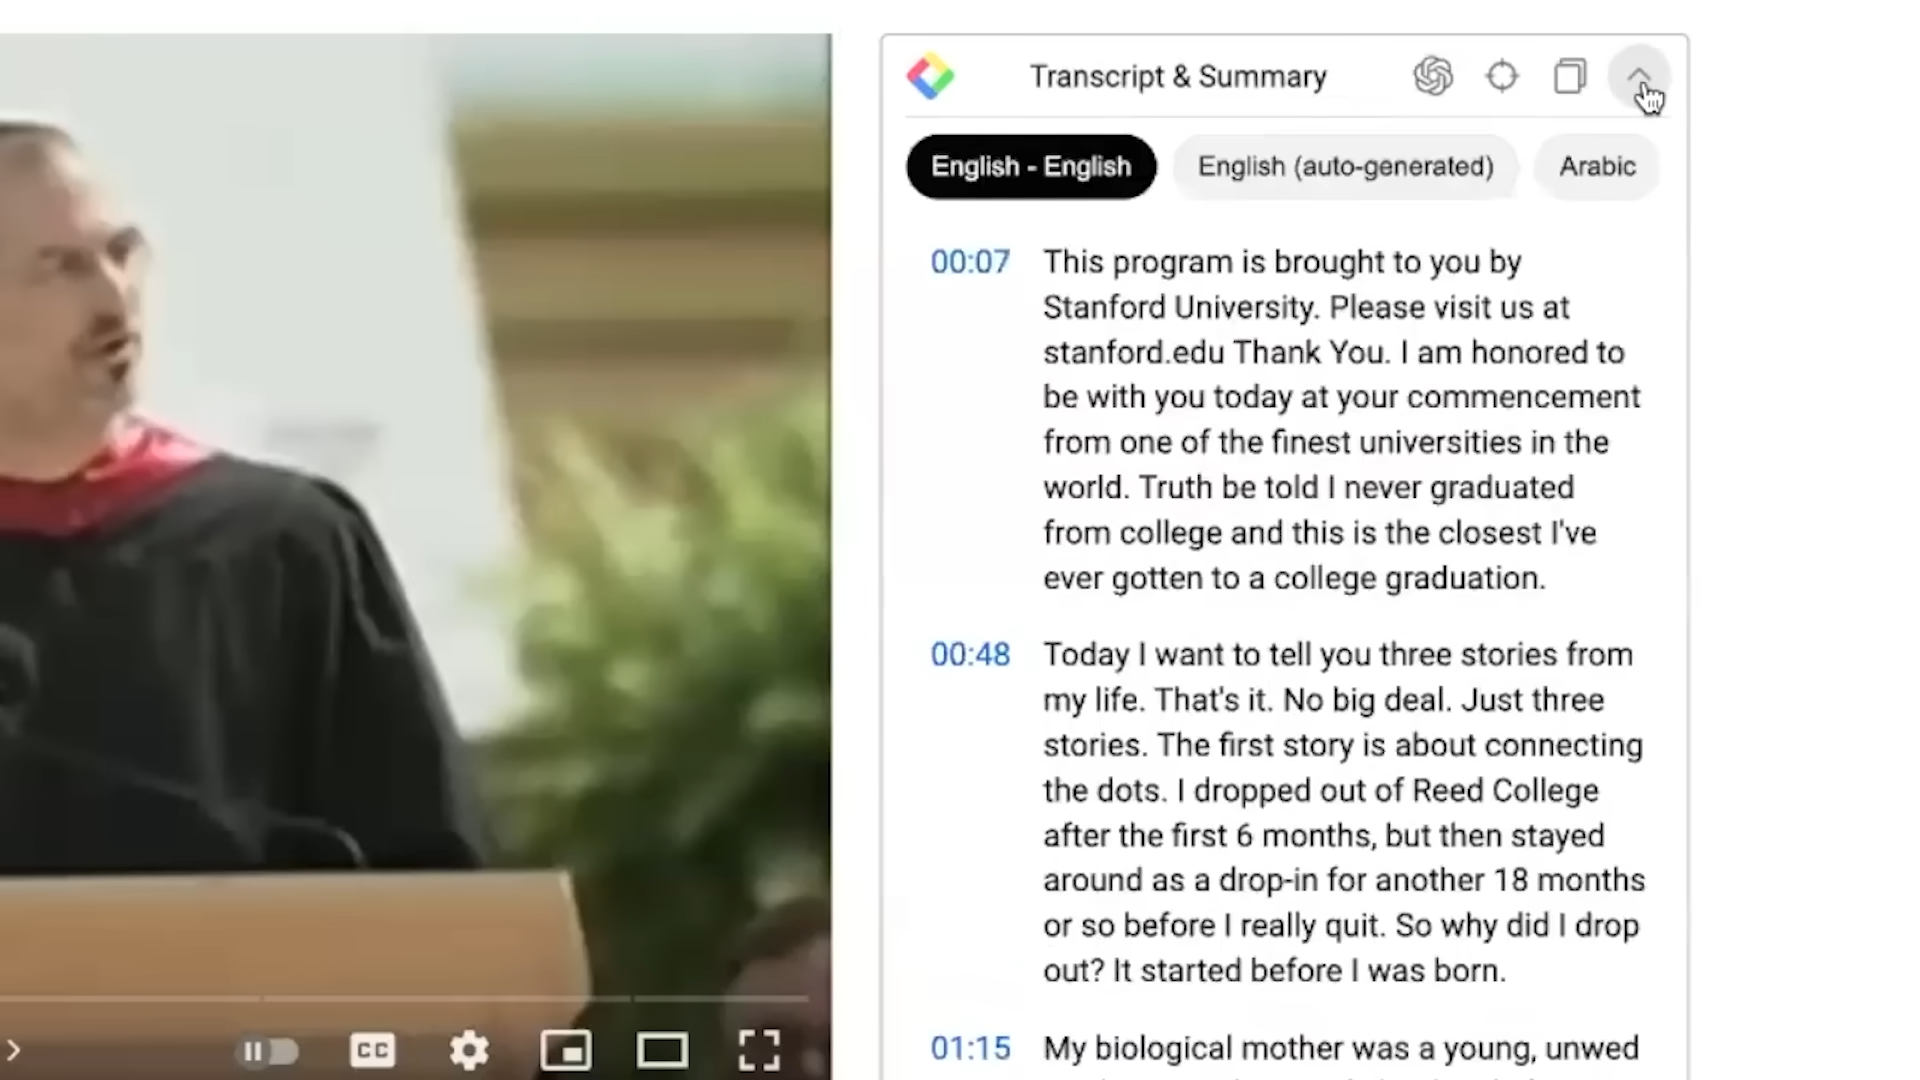 Transcript & Summary
English - English
English (auto-generated)
Arabic
00:07
This program is brought to you by
Stanford University. Please visit us at
stanford.edu Thank You. I am honored to
be with you today at your commencement
from one of the finest universities in the
world. Truth be told I never graduated
from college and this is the closest I've
ever gotten to a college graduation.
00:48
Today I want to tell you three stories from
my life. That's it. No big deal. Just three
stories. The first story is about connecting
the dots. I dropped out of Reed College
after the first 6 months, but then stayed
around as a drop-in for another 18 months
or so before I really quit. So why did I drop
out? It started before I was born.
01:15
My biological mother was a young, unwed
CC